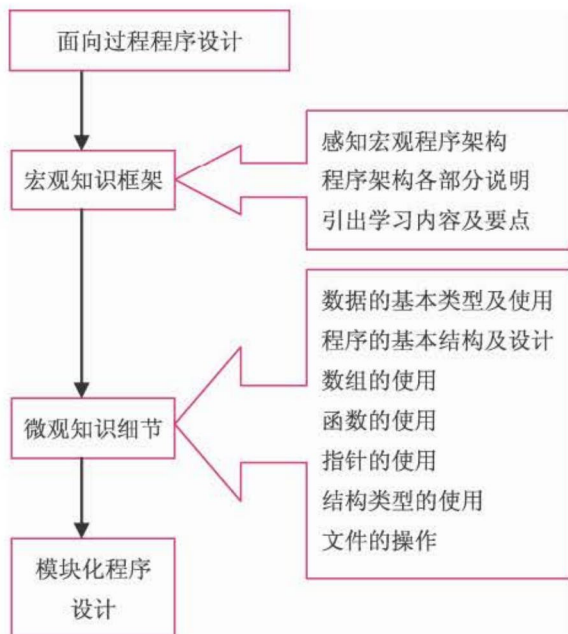 面向过程程序设计
宏观知识框架
感知宏观程序架构
程序架构各部分说明
引出学习内容及要点
微观知识细节
数据的基本类型及使用
程序的基本结构及设计
数组的使用
函数的使用
指针的使用
结构类型的使用
文件的操作
模块化程序
设计